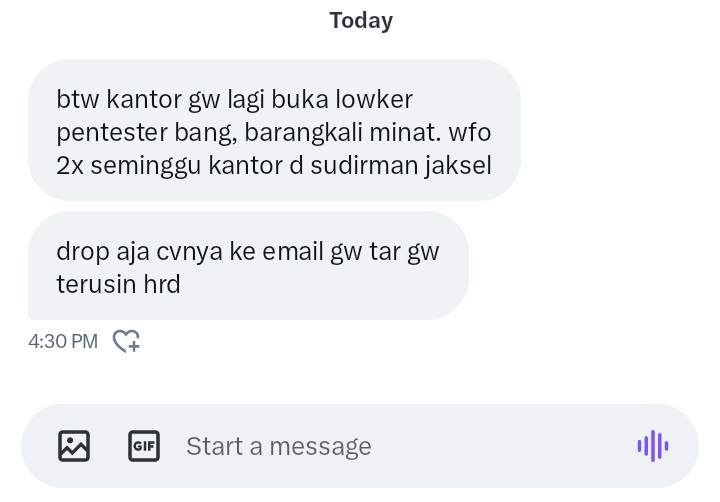 Today
btw kantor gw lagi buka lowker
pentester bang, barangkali minat. wfo
2x seminggu kantor d sudirman jaksel
drop aja cvnya ke email gw tar gw
terusin hrd
4:30 PM
GIF
Start a message